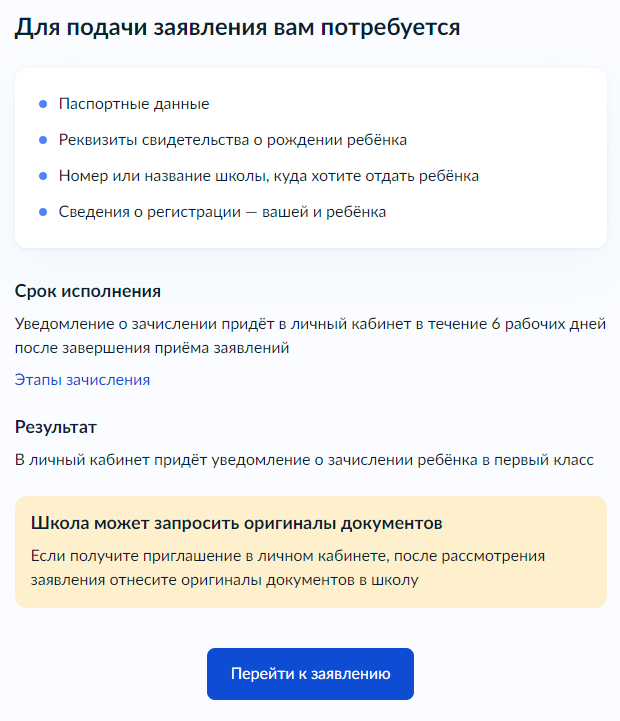 Для подачи заявления вам потребуется
Паспортные данные
Реквизиты свидетельства о рождении ребёнка
Номер или название школы, куда хотите отдать ребёнка
Сведения о регистрации — вашей и ребёнка
Срок исполнения
Уведомление о зачислении придёт в личный кабинет в течение 6 рабочих дней
после завершения приёма заявлений
Этапы зачисления
Результат
В личный кабинет придёт уведомление о зачислении ребёнка в первый класс
Школа может запросить оригиналы документов
Если получите приглашение в личном кабинете, после рассмотрения
заявления отнесите оригиналы документов в школу
Перейти к заявлению